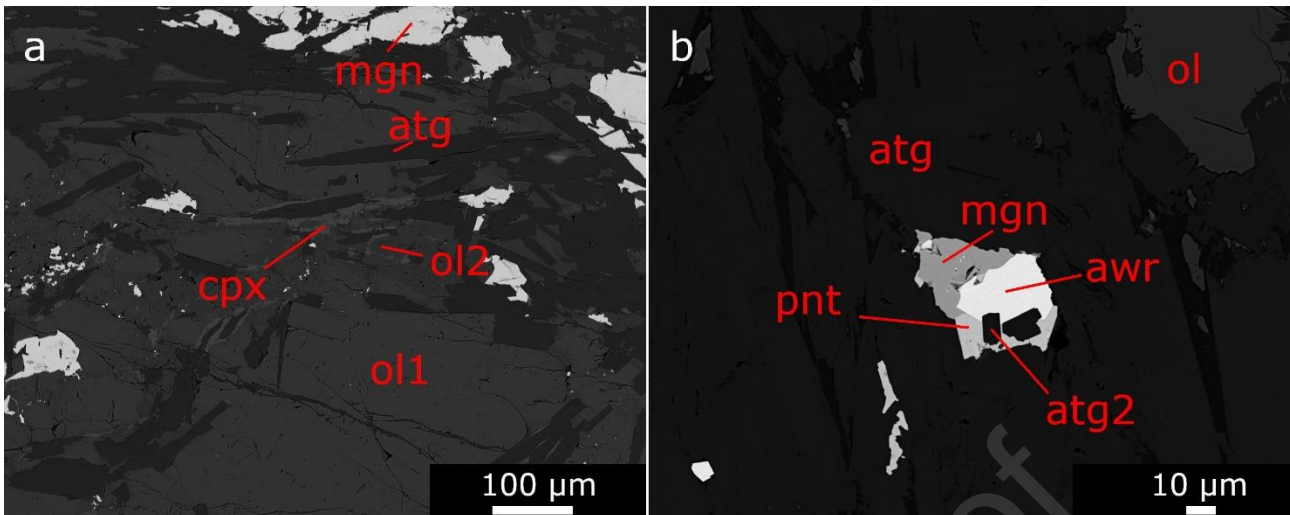 a
mgn
atg
ol2
cpx
ol1
100 µm
b
ol
atg
mgn
awr
pnt
atg2
10 µm